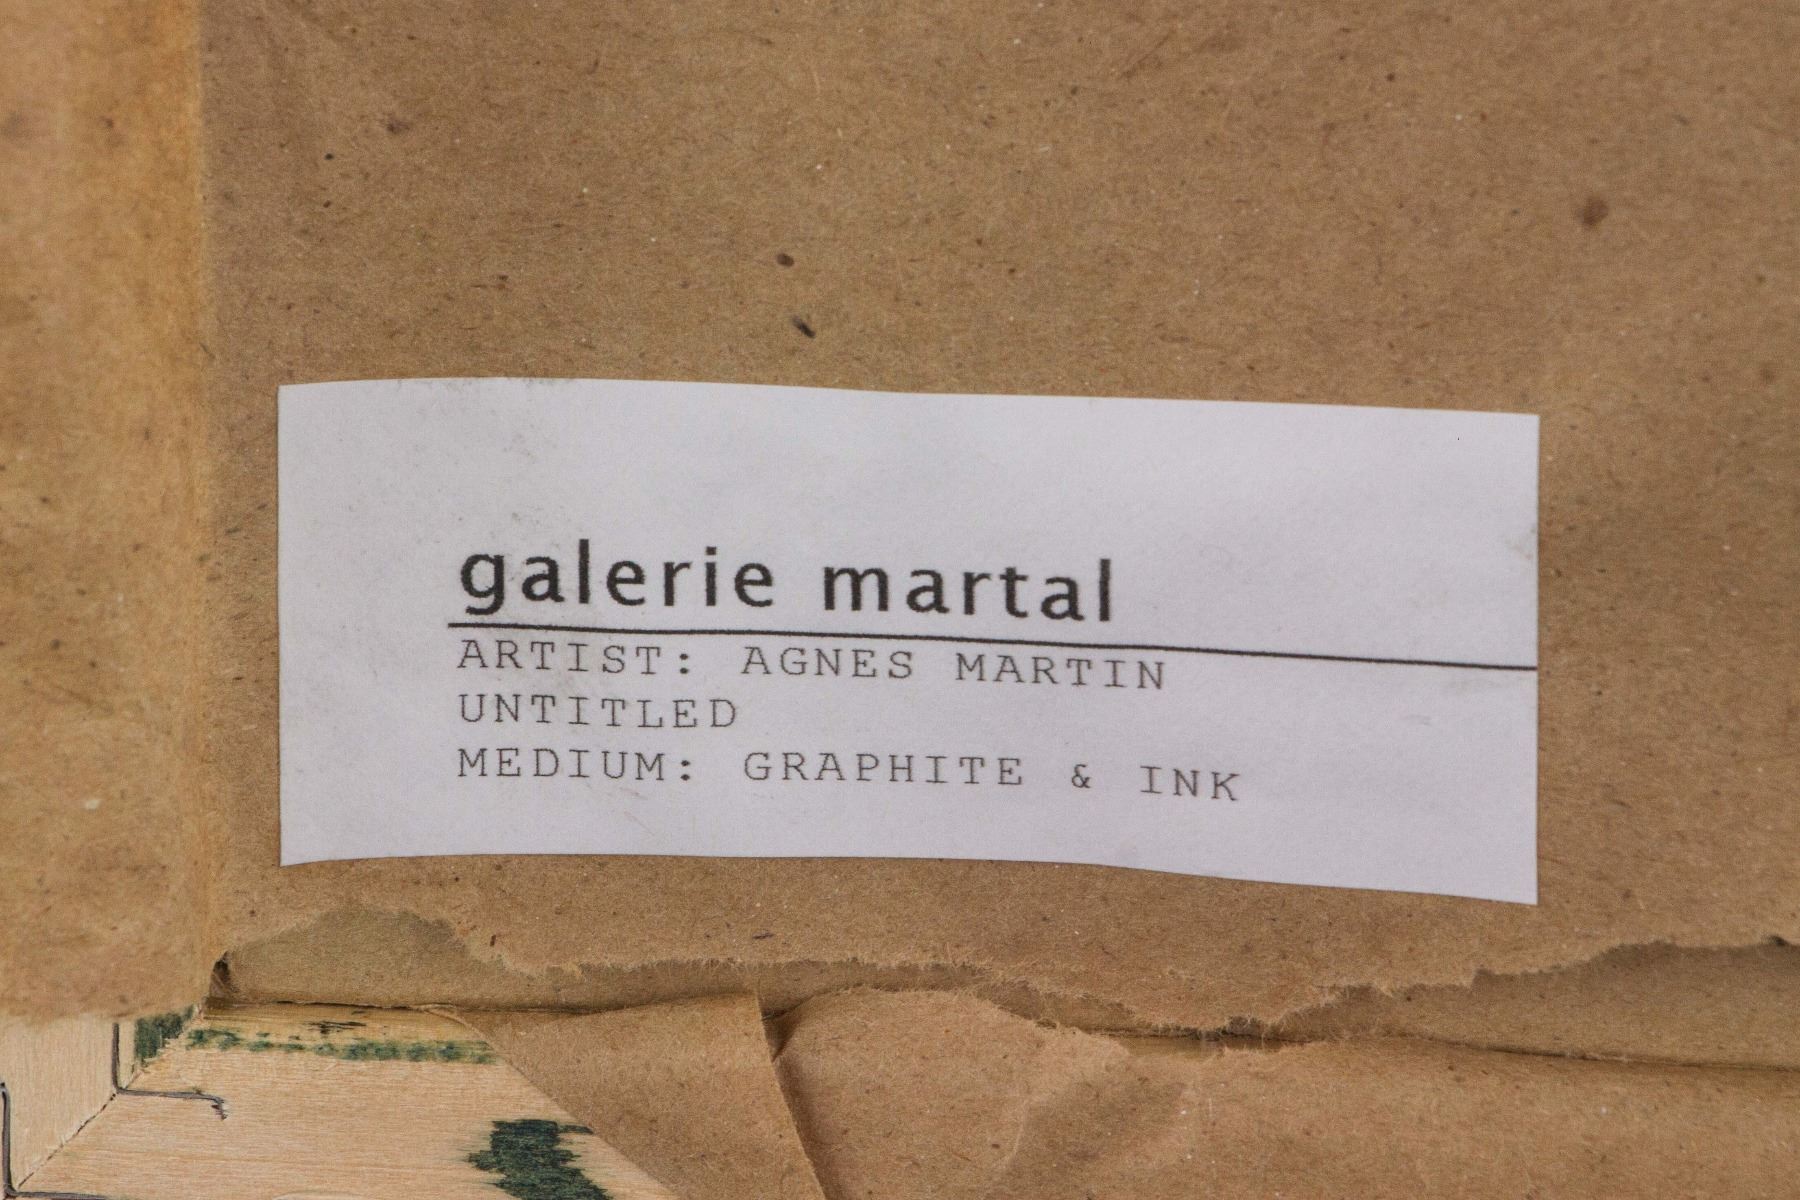 galerie martal
ARTIST: AGNES MARTIN
UNTITLED
MEDIUM: GRAPHITE & INK